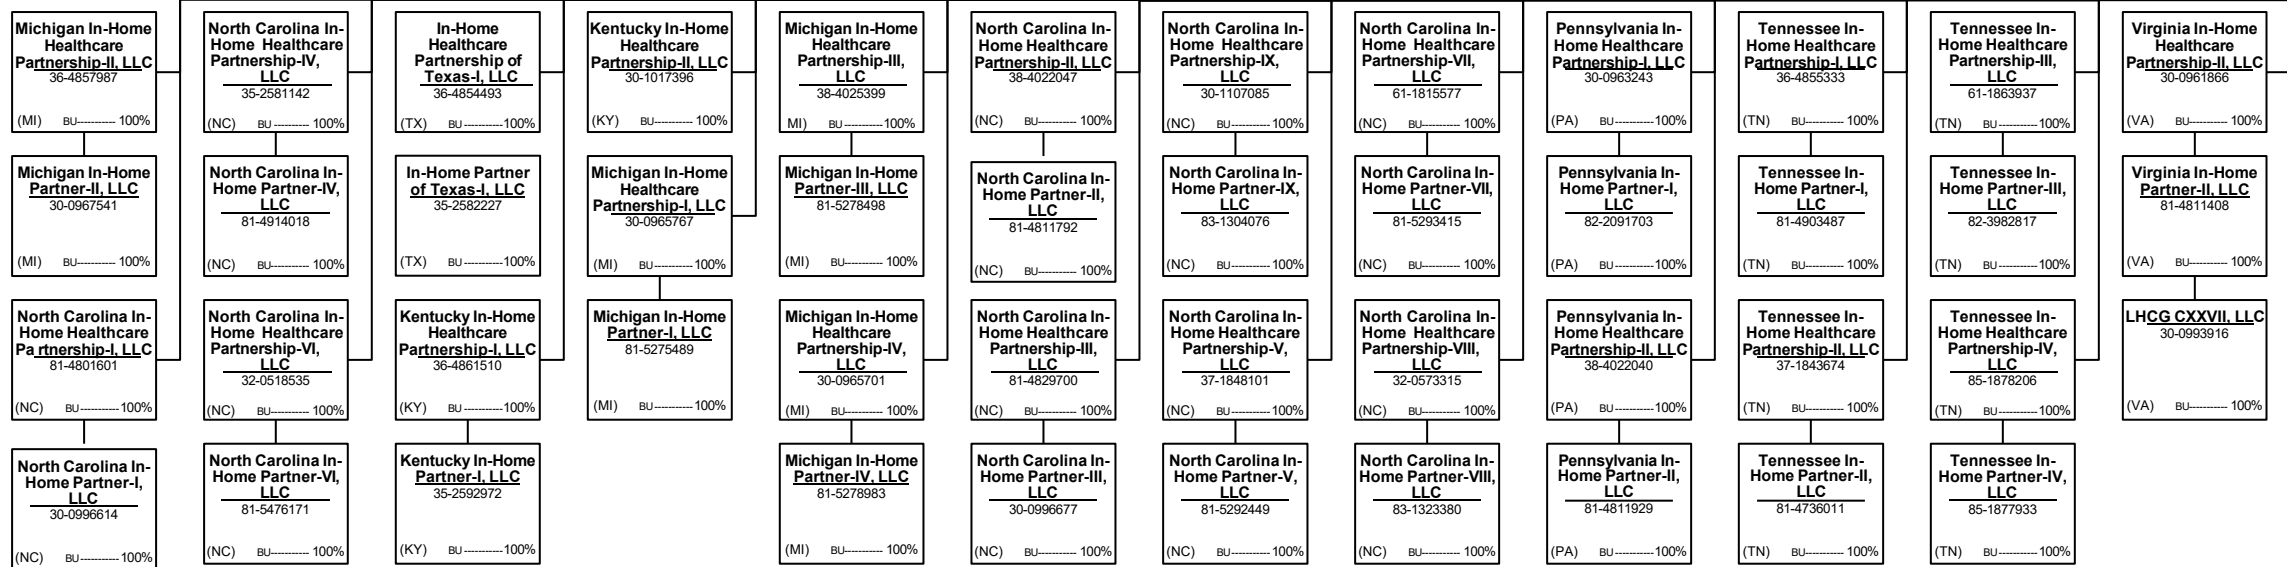 Michigan In-Home
Healthcare
Partnership-II, LLC
36-4857987
(MI) BU----------- 100%
Michigan In-Home
Partner-II, LLC
30-0967541
(MI) BU----------- 100%
North Carolina In-
Home Healthcare
Partnership-I, LLC
81-4801601
(NC) BU----------- 100%
North Carolina In-
Home Partner-I,
LLC
30-0996614
(NC) BU----------- 100%
North Carolina In-
Home Healthcare
Partnership-IV,
LLC
35-2581142
(NC) BU----------- 100%
North Carolina In-
Home Partner-IV,
LLC
81-4914018
(NC) BU----------- 100%
North Carolina In-
Home Healthcare
Partnership-VI,
LLC
32-0518535
(NC) BU----------- 100%
North Carolina In-
Home Partner-VI,
LLC
81-5476171
(NC) BU----------- 100%
In-Home
Healthcare
Partnership of
Texas-I, LLC
36-4854493
(TX) BU-----------100%
In-Home Partner
of Texas-I, LLC
35-2582227
(TX) BU----------- 100%
Kentucky In-Home
Healthcare
Partnership-I, LLC
36-4861510
(KY) BU----------- 100%
Kentucky In-Home
Partner-I, LLC
35-2592972
(KY) BU----------- 100%
Kentucky In-Home
Healthcare
Partnership-II, LLC
30-1017396
(KY) BU----------- 100%
Michigan In-Home
Healthcare
Partnership-I, LLC
30-0965767
(MI) BU-----------100%
Michigan In-Home
Partner-I, LLC
81-5275489
(MI) BU-----------100%
Michigan In-Home
Healthcare
Partnership-III,
LLC
38-4025399
MI) BU----------- 100%
Michigan In-Home
Partner-III, LLC
81-5278498
(MI) BU----------- 100%
Michigan In-Home
Healthcare
Partnership-IV,
LLC
30-0965701
(MI) BU----------- 100%
Michigan In-Home
Partner-IV, LLC
81-5278983
(MI) BU----------- 100%
North Carolina In-
Home Healthcare
Partnership-II, LLC
38-4022047
(NC) BU----------- 100%
North Carolina In-
Home Partner-II,
LLC
81-4811792
(NC) BU----------- 100%
North Carolina In-
Home Healthcare
Partnership-III,
LLC
81-4829700
(NC) BU----------- 100%
North Carolina In-
Home Partner-III,
LLC
30-0996677
(NC) BU----------- 100%
North Carolina In-
Home Healthcare
Partnership-IX,
LLC
30-1107085
(NC) BU----------- 100%
North Carolina In-
Home Partner-IX,
LLC
83-1304076
(NC) BU----------- 100%
North Carolina In-
Home Healthcare
Partnership-V,
LLC
37-1848101
(NC) BU----------- 100%
North Carolina In-
Home Partner-V,
LLC
81-5292449
(NC) BU----------- 100%
North Carolina In-
Home Healthcare
Partnership-VII,
LLC
61-1815577
(NC) BU----------- 100%
North Carolina In-
Home Partner-VII,
LLC
81-5293415
(NC) BU----------- 100%
North Carolina In-
Home Healthcare
Partnership-VIII,
LLC
32-0573315
(NC) BU----------- 100%
North Carolina In-
Home Partner-VIII,
LLC
83-1323380
(NC) BU----------- 100%
Pennsylvania In-
Home Healthcare
Partnership-I, LLC
30-0963243
(PA) BU-----------100%
Pennsylvania In-
Home Partner-I,
LLC
82-2091703
(PA) BU----------- 100%
Pennsylvania In-
Home Healthcare
Partnership-II, LLC
38-4022040
(PA) BU----------- 100%
Pennsylvania In-
Home Partner-II,
LLC
81-4811929
(PA) BU----------- 100%
Tennessee In-
Home Healthcare
Partnership-I, LLC
36-4855333
(TN) BU----------- 100%
Tennessee In-
Home Partner-I,
LLC
81-4903487
(TN) BU----------- 100%
Tennessee In-
Home Healthcare
Partnership-II, LLC
37-1843674
(TN) BU----------- 100%
Tennessee In-
Home Partner-II,
LLC
81-4736011
(TN) BU----------- 100%
Tennessee In-
Home Healthcare
Partnership-III,
LLC
61-1863937
(TN) BU-----------100%
Tennessee In-
Home Partner-III,
LLC
82-3982817
(TN) BU-----------100%
Tennessee In-
Home Healthcare
Partnership-IV,
LLC
85-1878206
(TN) BU----------- 100%
Tennessee In-
Home Partner-IV,
LLC
85-1877933
(TN) BU----------- 100%
Virginia In-Home
Healthcare
Partnership-II, LLC
30-0961866
(VA) BU----------- 100%
Virginia In-Home
Partner-II, LLC
81-4811408
(VA) BU----------- 100%
LHCG CXXVII, LLC
30-0993916
(VA) BU----------- 100%